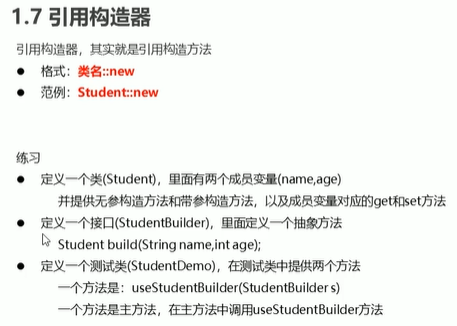 1.7 引用构造器
引用构造器，其实就是引用构造方法
● 格式：类名::new
● 范例：Student::new
练习
● 定义一个类(Student)，里面有两个成员变量(name,age)
并提供无参构造方法和带参构造方法，以及成员变量对应的get和set方法
● 定义一个接口(StudentBuilder)，里面定义一个抽象方法
Student build(String name,int age);
● 定义一个测试类(StudentDemo)，在测试类中提供两个方法
一个方法是：useStudentBuilder(StudentBuilder s)
一个方法是主方法，在主方法中调用useStudentBuilder方法